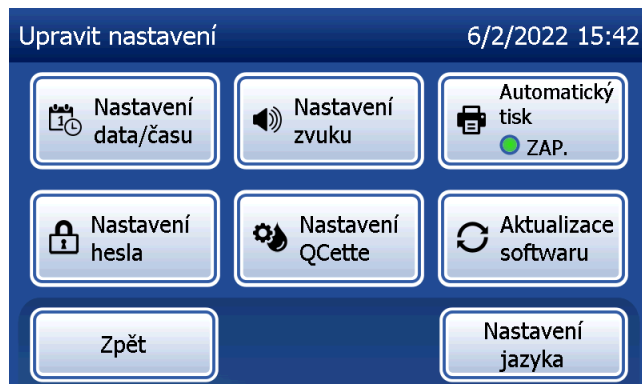 Upravit nastavení 6/2/2022 15:42
Nastavení
data/času
Nastavení
zvuku
Automatický
tisk
ZAP.
Nastavení
hesla
Nastavení
QCette
Aktualizace
softwaru
Zpět
Nastavení
jazyka